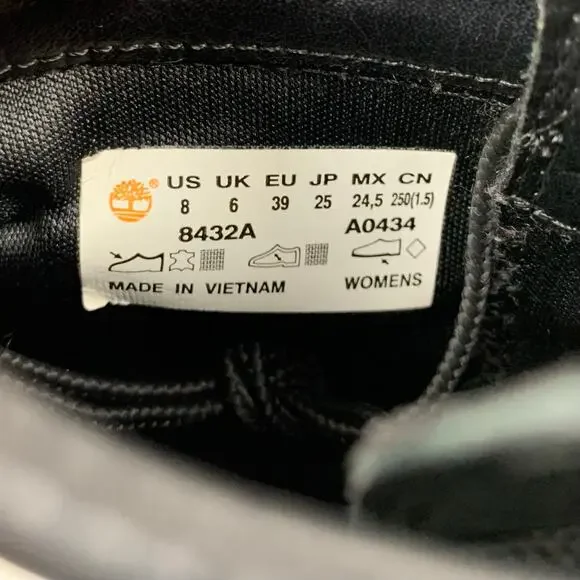 ® US UK EU JP MX CN
8 6 39 25 24,5 250(1.5)
8432A A0434
MADE IN VIETNAM WOMENS